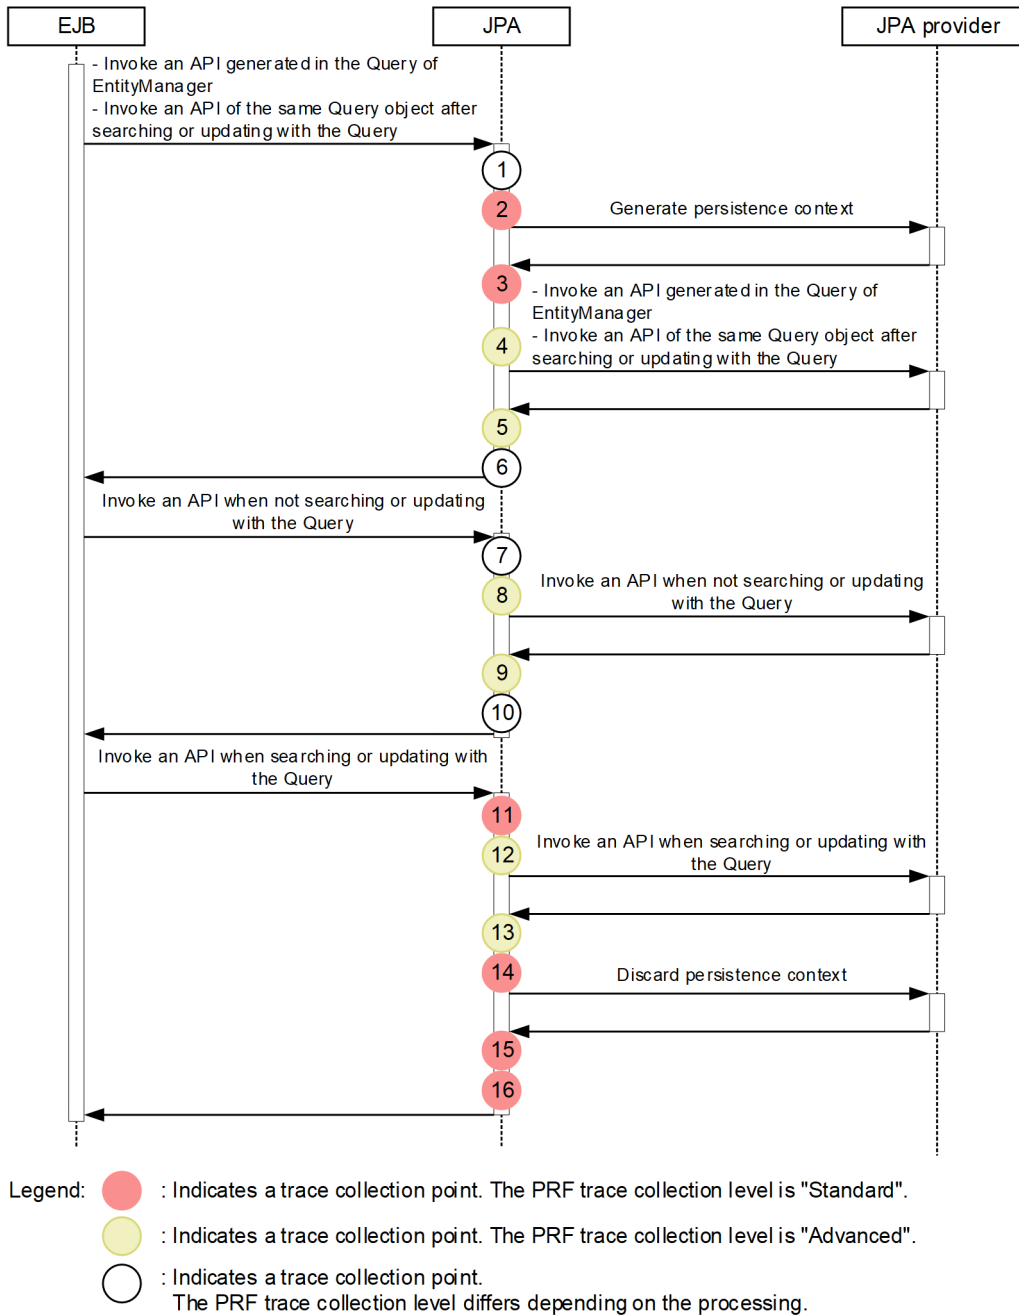 EJB
JPA
JPA provider
- Invoke an API generated in the Query of
EntityManager
- Invoke an API of the same Query object after
searching or updating with the Query
1
2
Generate persistence context
3
- Invoke an API generated in the Query of
EntityManager
- Invoke an API of the same Query object after
searching or updating with the Query
4
5
6
Invoke an API when not searching or updating
with the Query
7
8
Invoke an API when not searching or updating
with the Query
9
10
Invoke an API when searching or updating with
the Query
11
12
Invoke an API when searching or updating with
the Query
13
14
Discard persistence context
15
16
Legend:
: Indicates a trace collection point. The PRF trace collection level is "Standard".
: Indicates a trace collection point. The PRF trace collection level is "Advanced".
: Indicates a trace collection point.
The PRF trace collection level differs depending on the processing.